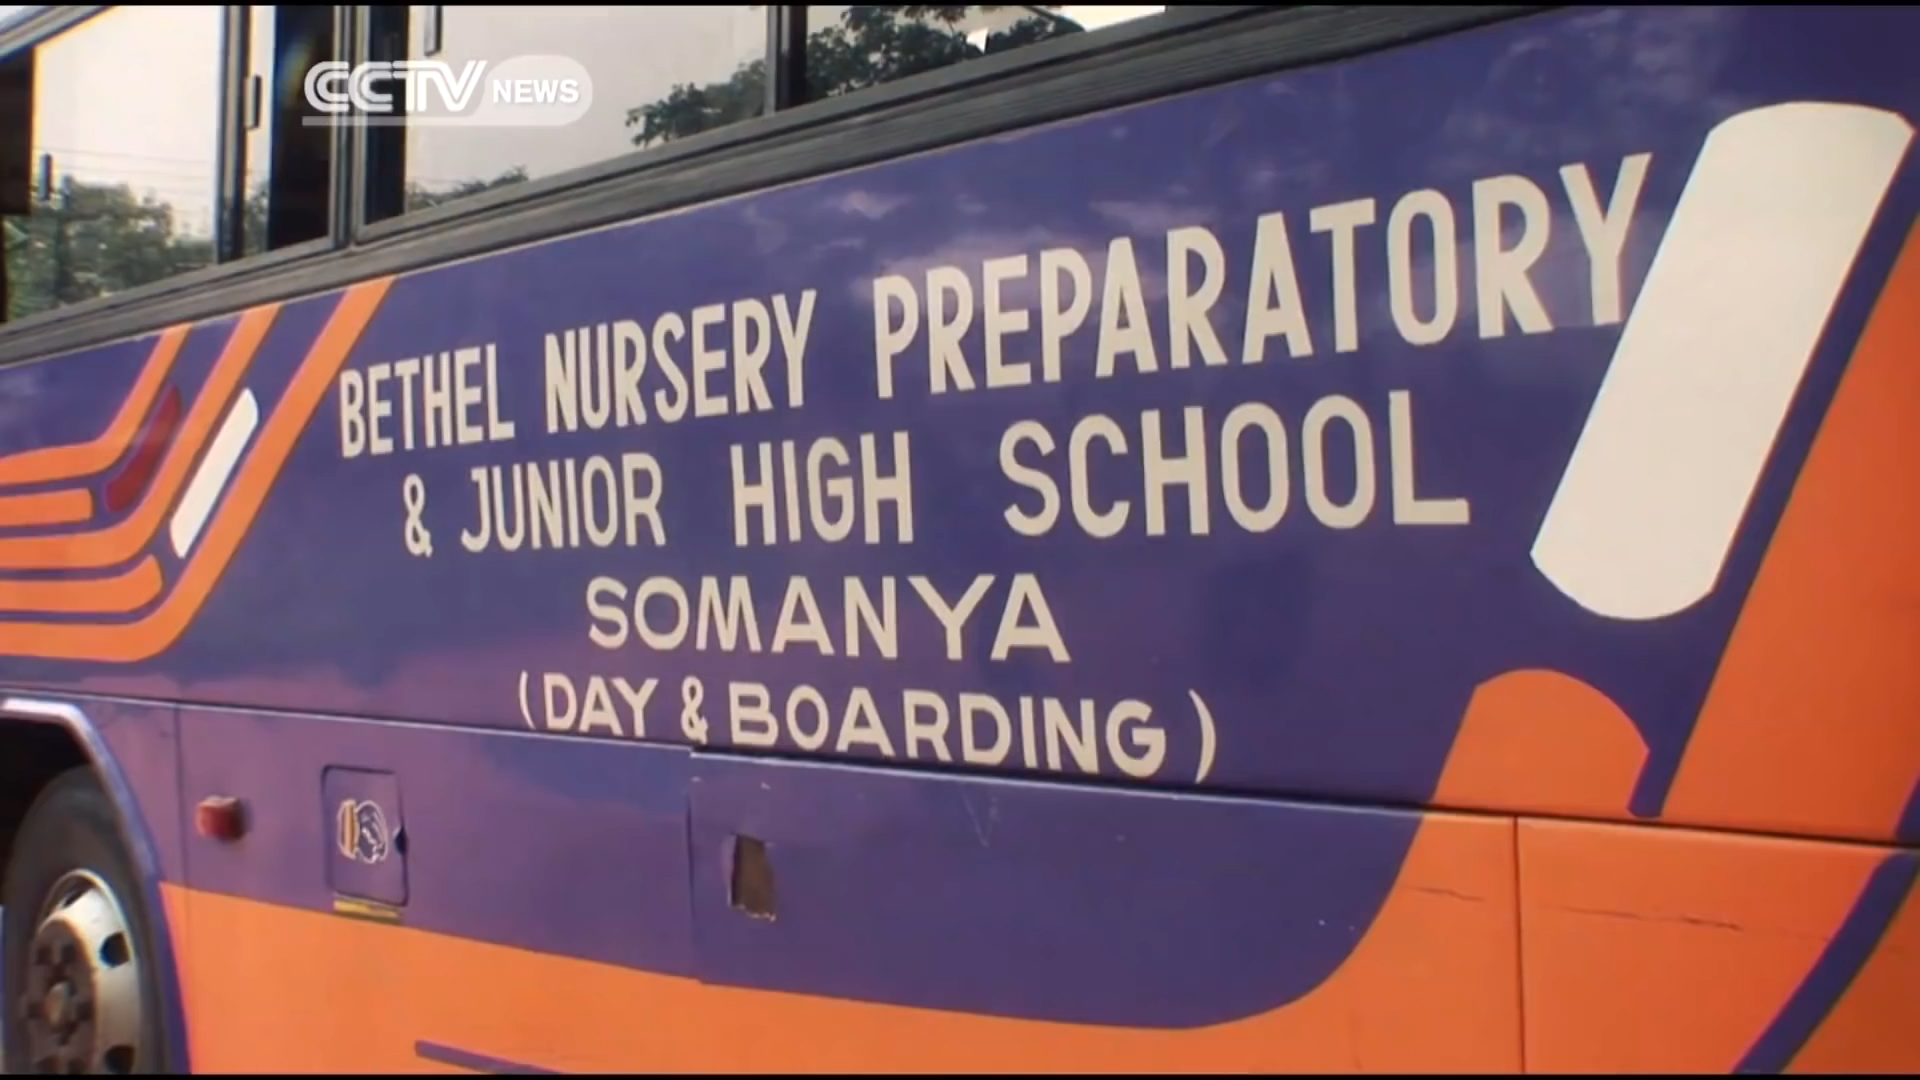 CCTV NEWS
BETHEL NURSERY PREPARATORY
& JUNIOR HIGH SCHOOL
SOMANYA
(DAY & BOARDING)